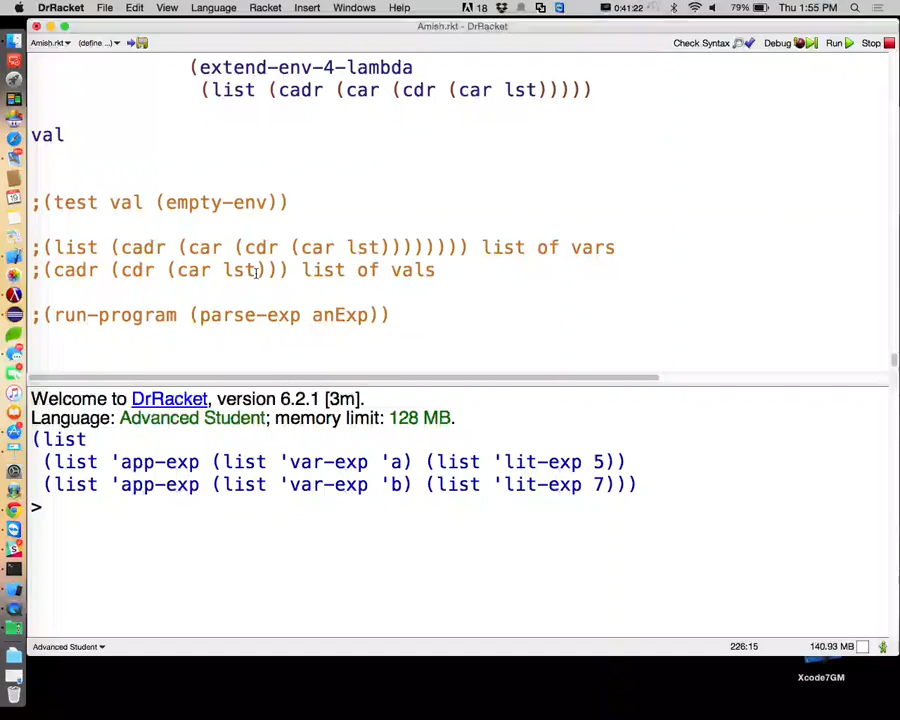 DrRacket File Edit View Language Racket Insert Windows Help 18 0:41:22 79% Thu 1:55 PM
Amish.rkt - DrRacket
Amish.rkt (define ...) Check Syntax Debug Run Stop
(extend-env-4-lambda
(list (cadr (car (cdr (car lst)))))
val
;(test val (empty-env))
;(list (cadr (car (cdr (car lst)))))))) list of vars
;(cadr (cdr (car lst))) list of vals
;(run-program (parse-exp anExp))
Welcome to DrRacket, version 6.2.1 [3m].
Language: Advanced Student; memory limit: 128 MB.
(list
(list 'app-exp (list 'var-exp 'a) (list 'lit-exp 5))
(list 'app-exp (list 'var-exp 'b) (list 'lit-exp 7)))
>
Advanced Student 226:15 140.93 MB
Xcode7GM